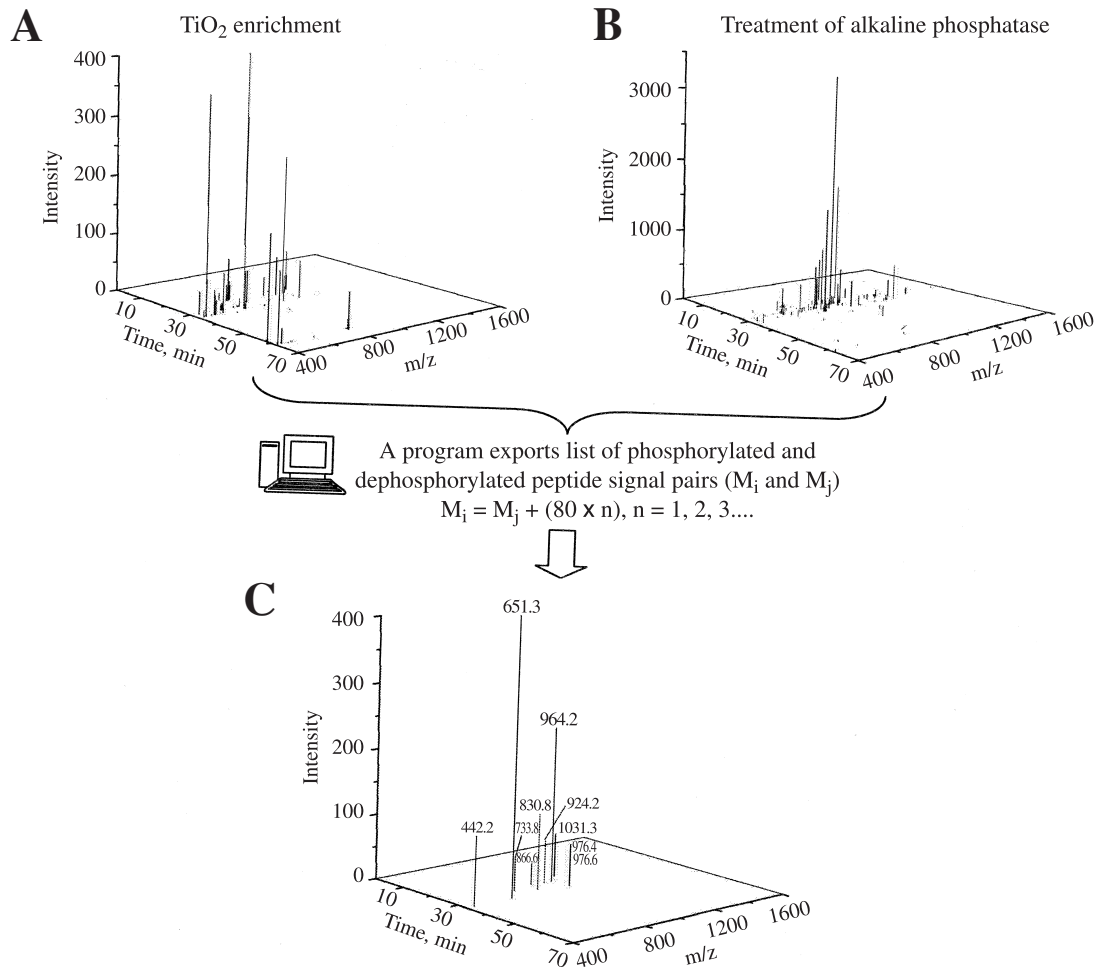 A
TiO2 enrichment
400
300
200
100
0
Intensity
10
30
50
70
Time, min
400
800
1200
1600
m/z
B
Treatment of alkaline phosphatase
3000
2000
1000
0
Intensity
10
30
50
70
Time, min
400
800
1200
1600
m/z
A program exports list of phosphorylated and
dephosphorylated peptide signal pairs (Mi and Mj)
Mi = Mj + (80 x n), n = 1, 2, 3....
C
400
300
200
100
0
Intensity
651.3
964.2
830.8
924.2
442.2
733.8
1031.3
866.6
976.4
976.6
10
30
50
70
Time, min
400
800
1200
1600
m/z